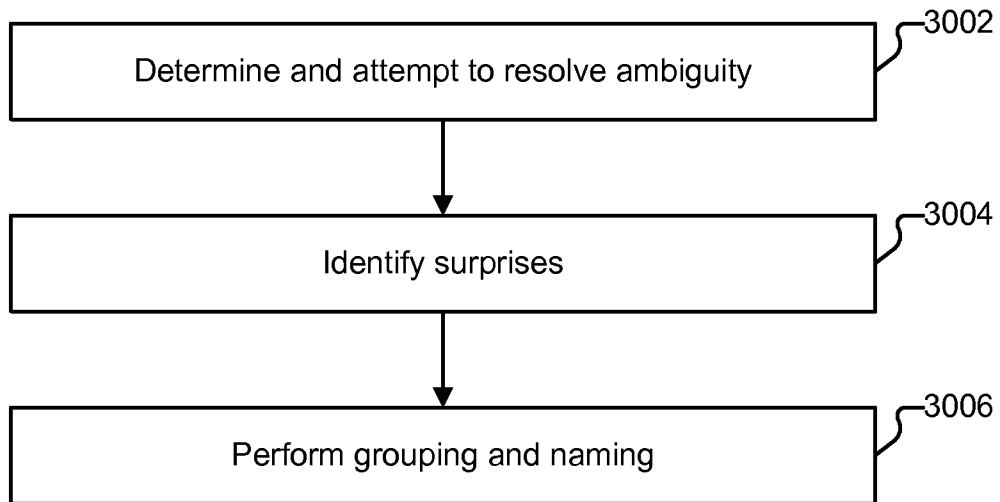 3002
Determine and attempt to resolve ambiguity
3004
Identify surprises
3006
Perform grouping and naming